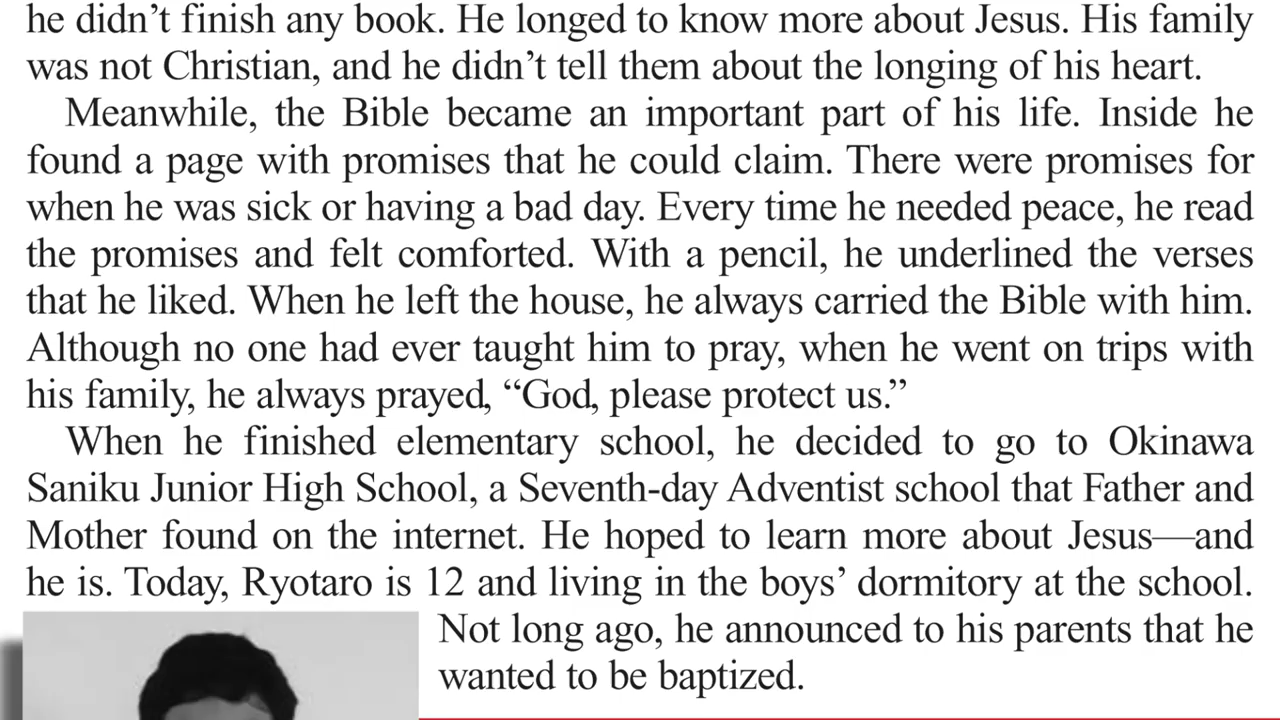 he didn’t finish any book. He longed to know more about Jesus. His family
was not Christian, and he didn’t tell them about the longing of his heart.
Meanwhile, the Bible became an important part of his life. Inside he
found a page with promises that he could claim. There were promises for
when he was sick or having a bad day. Every time he needed peace, he read
the promises and felt comforted. With a pencil, he underlined the verses
that he liked. When he left the house, he always carried the Bible with him.
Although no one had ever taught him to pray, when he went on trips with
his family, he always prayed, “God, please protect us.”
When he finished elementary school, he decided to go to Okinawa
Saniku Junior High School, a Seventh-day Adventist school that Father and
Mother found on the internet. He hoped to learn more about Jesus—and
he is. Today, Ryotaro is 12 and living in the boys’ dormitory at the school.
Not long ago, he announced to his parents that he
wanted to be baptized.